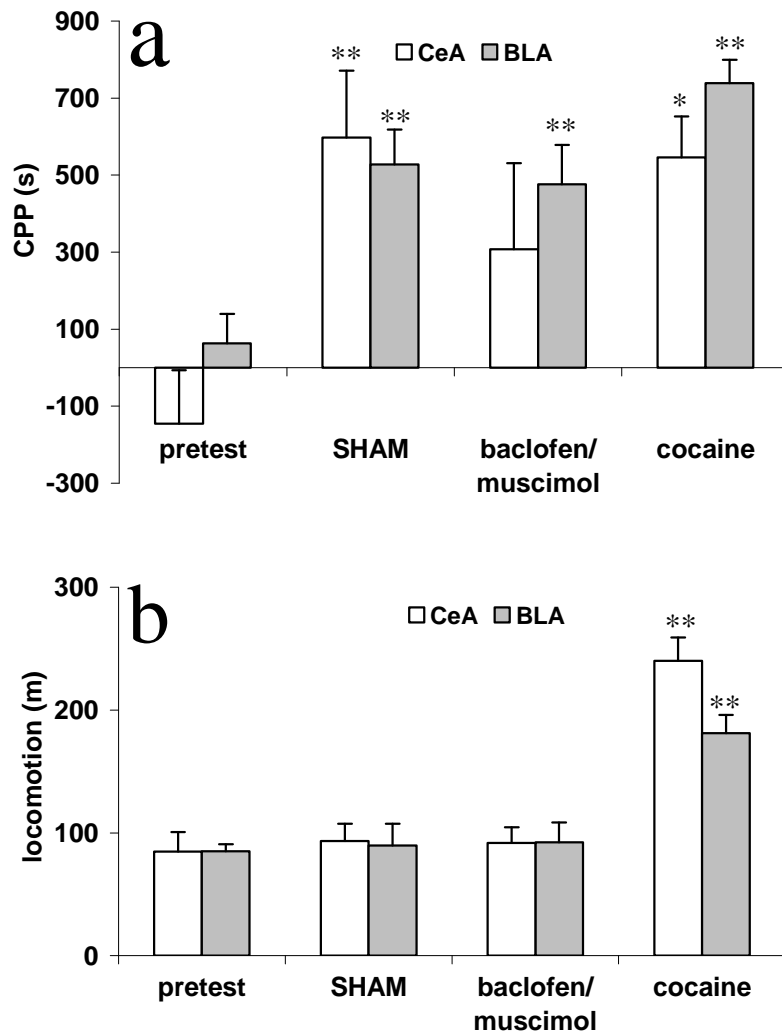 a
CeA BLA
900
700
500
300
100
-100
-300
CPP (s)
** ** ** * **
pretest SHAM baclofen/ muscimol cocaine
b
CeA BLA
300
200
100
0
locomotion (m)
** **
pretest SHAM baclofen/ muscimol cocaine